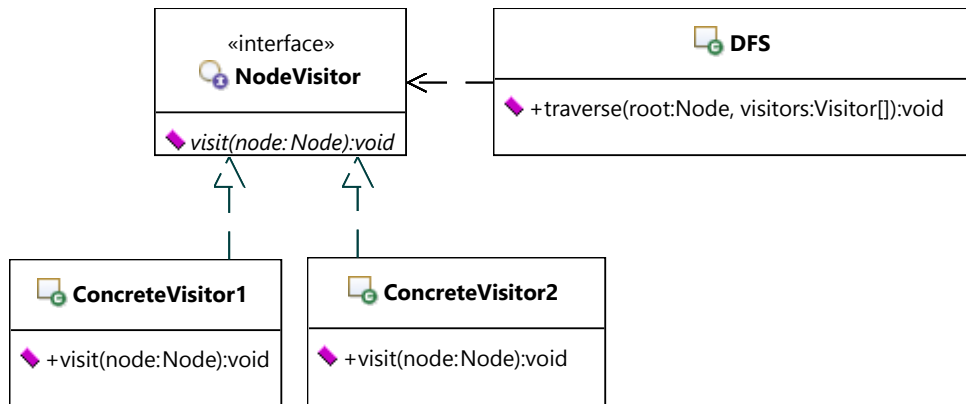 «interface»
NodeVisitor
visit(node: Node):void
DFS
+traverse(root:Node, visitors:Visitor[]):void
ConcreteVisitor1
+visit(node:Node):void
ConcreteVisitor2
+visit(node:Node):void